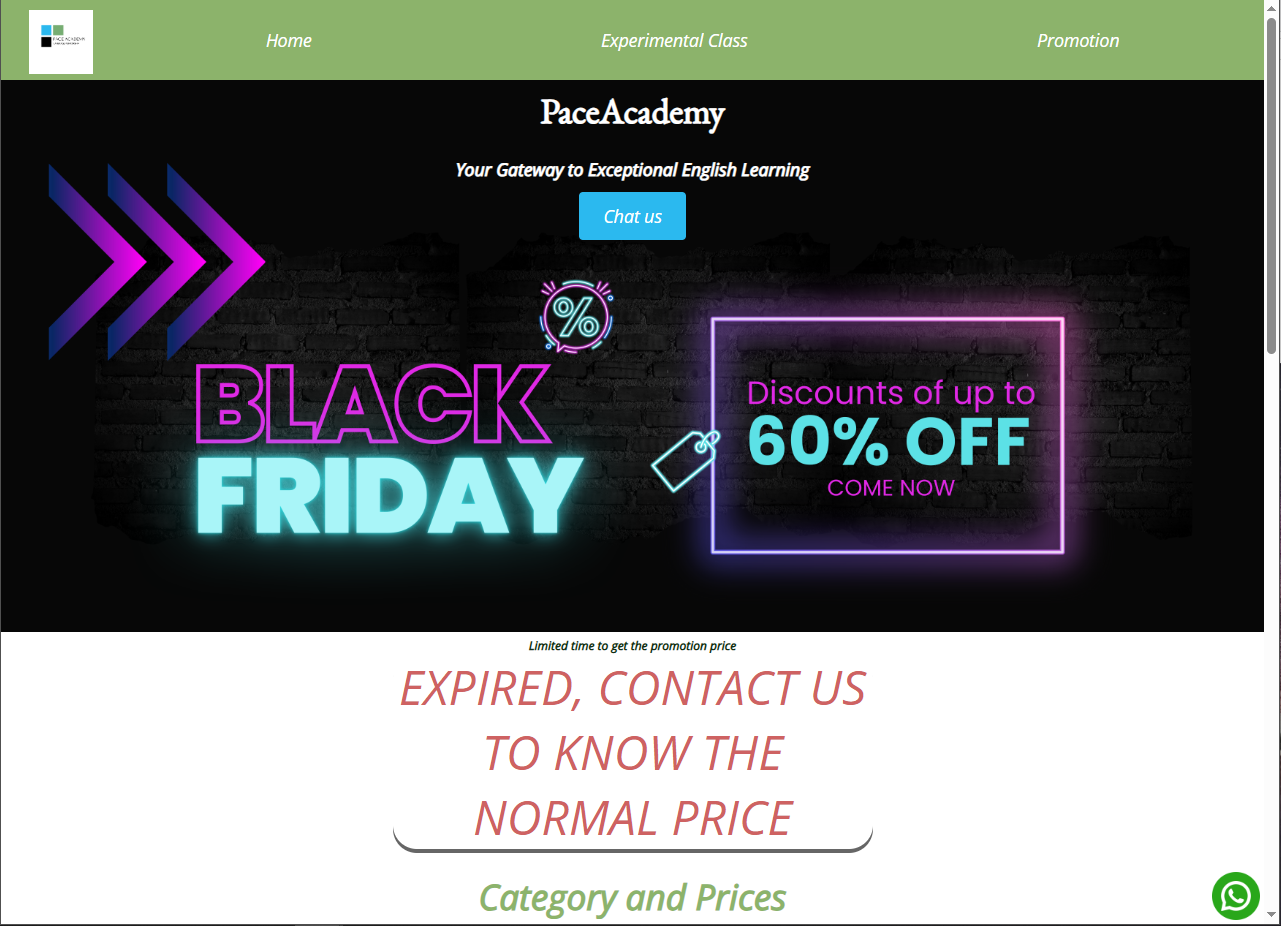 PACE ACADEMY
Home
Experimental Class
Promotion
PaceAcademy
Your Gateway to Exceptional English Learning
Chat us
%
BLACK
FRIDAY
Discounts of up to
60% OFF
COME NOW
Limited time to get the promotion price
EXPIRED, CONTACT US
TO KNOW THE
NORMAL PRICE
Category and Prices